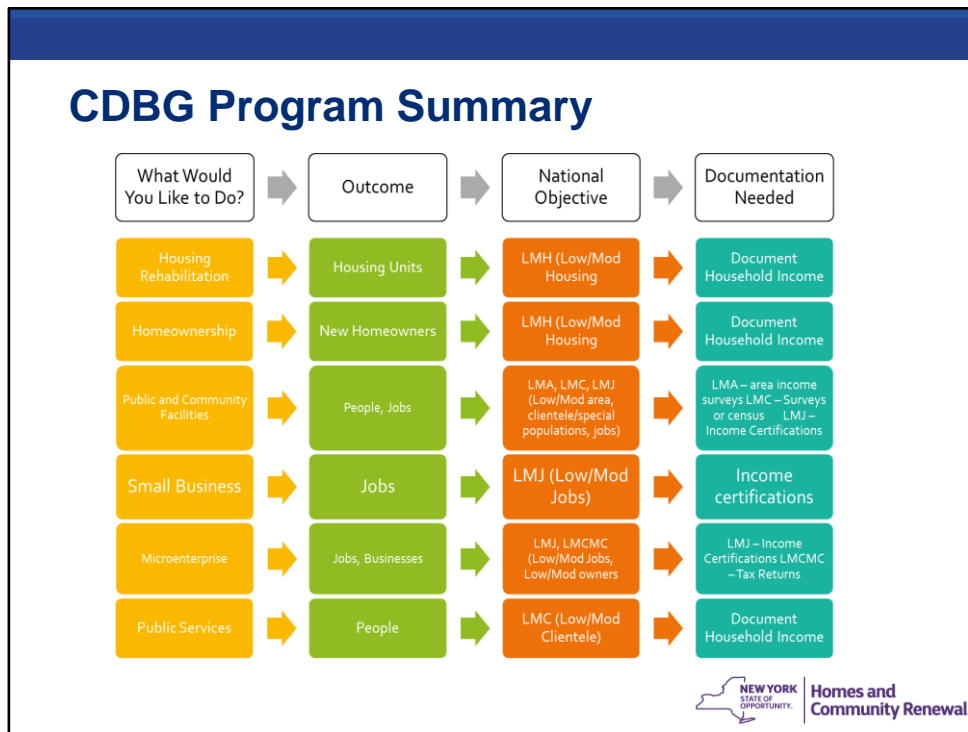 CDBG Program Summary
What Would
You Like to Do?
Outcome
National
Objective
Documentation
Needed
Housing
Rehabilitation
Housing Units
LMH (Low/Mod
Housing
Document
Household Income
Homeownership
New Homeowners
LMH (Low/Mod
Housing
Document
Household Income
Public and Community
Facilities
People, Jobs
LMA, LMC, LMJ
(Low/Mod area,
clientele/special
populations, jobs)
LMA – area income
surveys LMC – Surveys
or census LMJ –
Income Certifications
Small Business
Jobs
LMJ (Low/Mod
Jobs)
Income
certifications
Microenterprise
Jobs, Businesses
LMJ, LMCMC
(Low/Mod Jobs,
Low/Mod owners
LMJ – Income
Certifications LMCMC
– Tax Returns
Public Services
People
LMC (Low/Mod
Clientele)
Document
Household Income
NEW YORK
STATE OF
OPPORTUNITY.
Homes and
Community Renewal